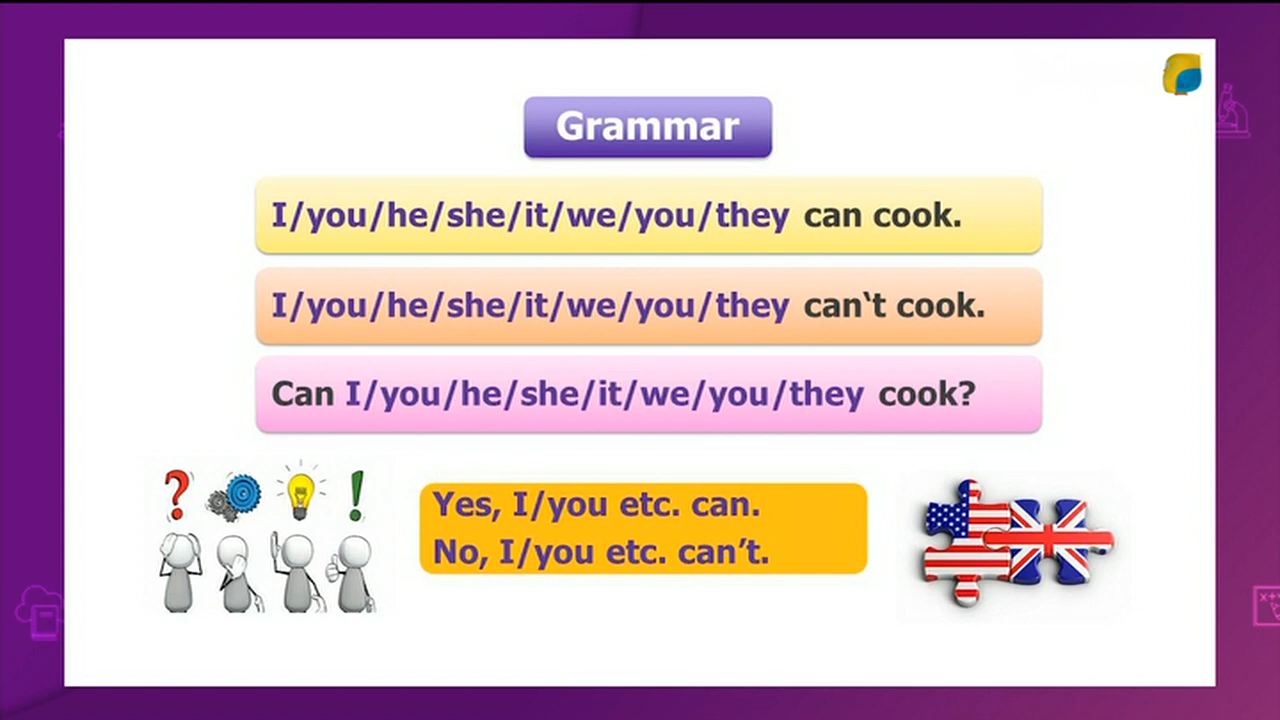 Grammar
I/you/he/she/it/we/you/they can cook.
I/you/he/she/it/we/you/they can‛t cook.
Can I/you/he/she/it/we/you/they cook?
Yes, I/you etc. can.
No, I/you etc. can’t.